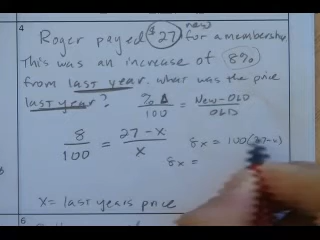 4
Roger payed $27 for a membership.
new
This was an increase of 8%
from last year. what was the price
last year?
%Δ/100 = New-Old/Old
8/100 = 27-x/x
8x = 100(27-x)
8x =
x = last years price
6